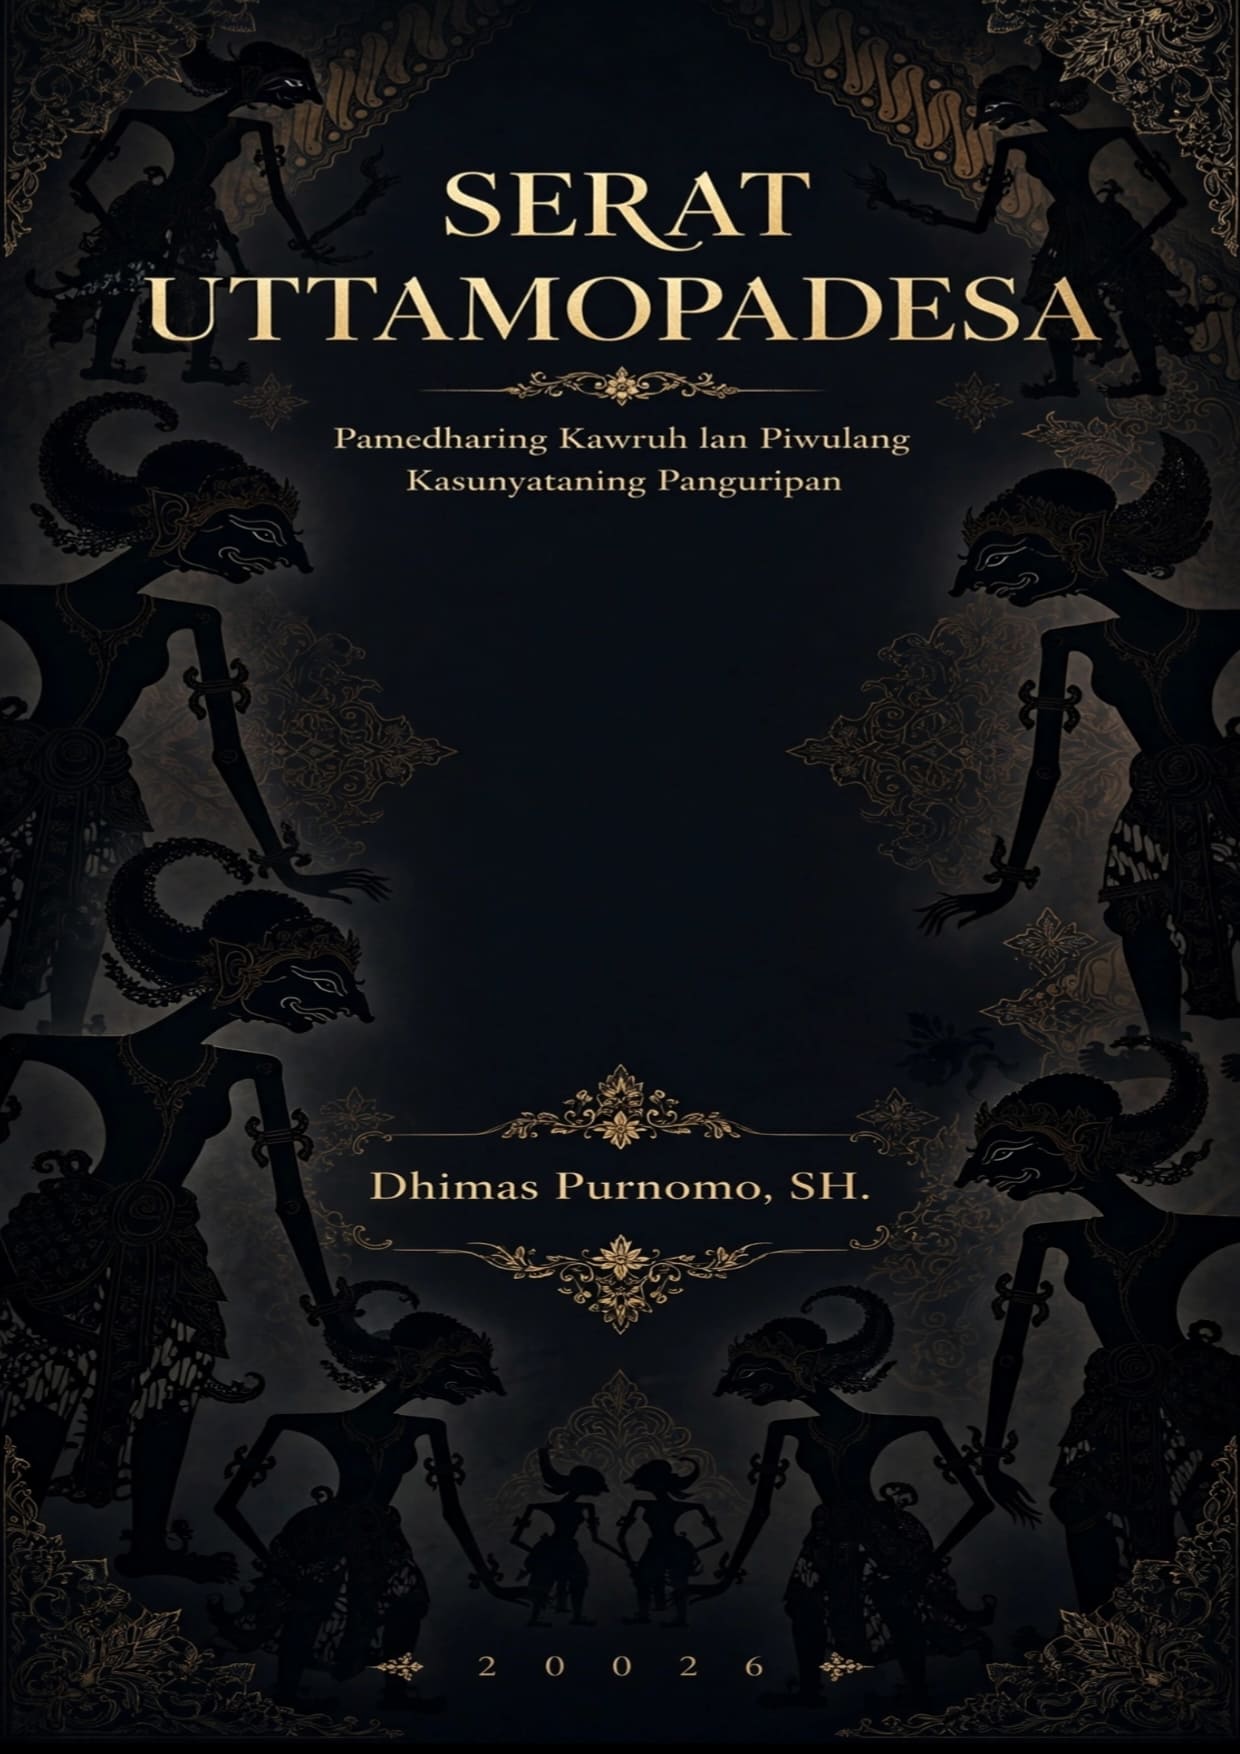 SERAT
UTTAMOPADESA
Pamedharing Kawruh lan Piwulang
Kasunyataning Panguripan
Dhimas Purnomo, SH.
2 0 0 2 6